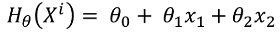 H_θ(X^i) = θ_0 + θ_1x_1 + θ_2x_2